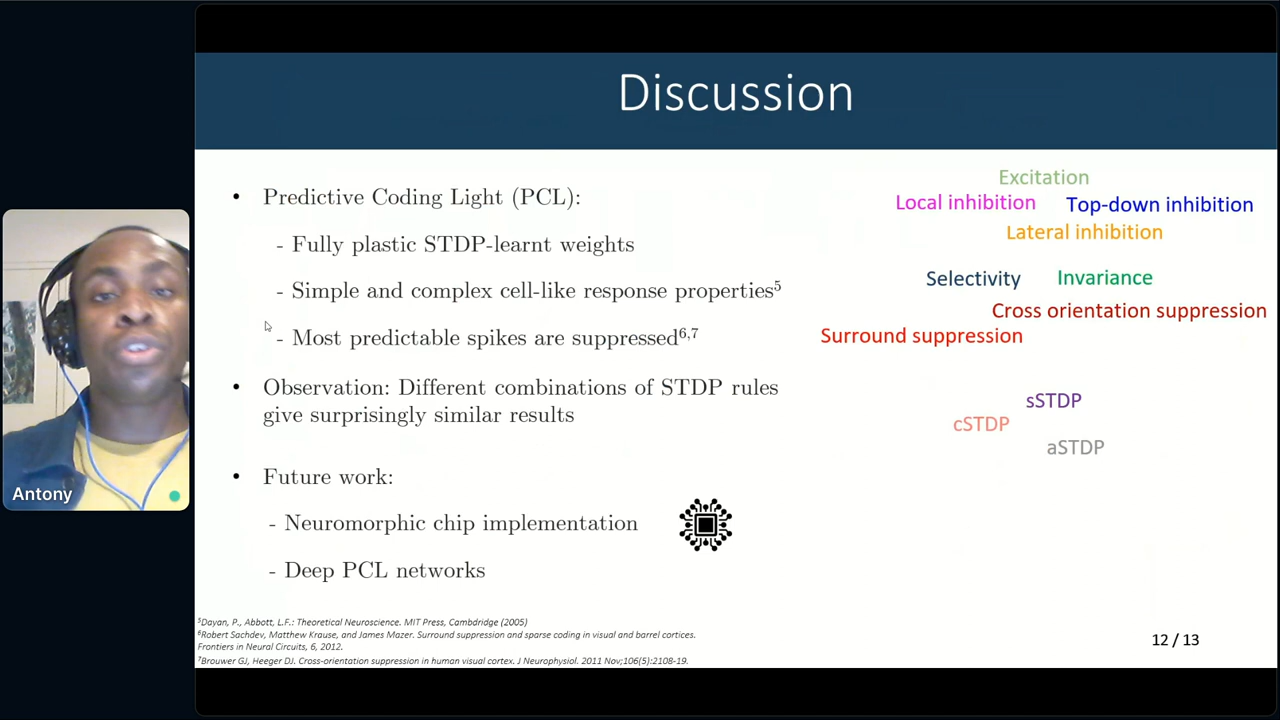 Discussion
• Predictive Coding Light (PCL):
- Fully plastic STDP-learnt weights
- Simple and complex cell-like response properties⁵
- Most predictable spikes are suppressed⁶,⁷
• Observation: Different combinations of STDP rules
give surprisingly similar results
• Future work:
- Neuromorphic chip implementation
- Deep PCL networks
Excitation
Local inhibition
Top-down inhibition
Lateral inhibition
Selectivity
Invariance
Cross orientation suppression
Surround suppression
sSTDP
cSTDP
aSTDP
Antony
⁵Dayan, P., Abbott, L.F.: Theoretical Neuroscience. MIT Press, Cambdridge (2005)
⁶Robert Sachdev, Matthew Krause, and James Mazer. Surround suppression and sparse coding in visual and barrel cortices.
Frontiers in Neural Circuits, 6, 2012.
⁷Brouwer GJ, Heeger DJ. Cross-orientation suppression in human visual cortex. J Neurophysiol. 2011 Nov;106(5):2108-19.
12 / 13